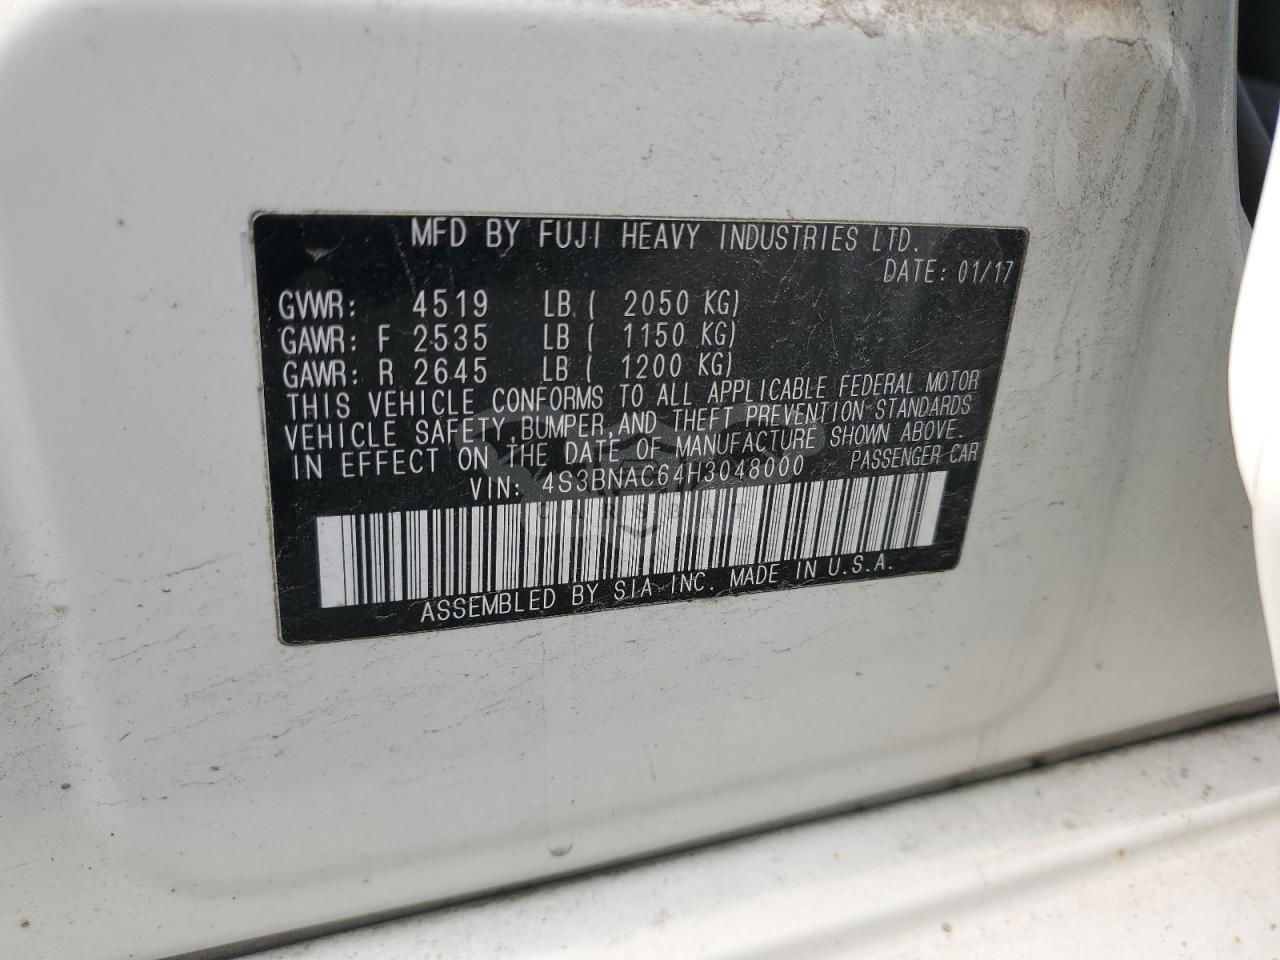 MFD BY FUJI HEAVY INDUSTRIES LTD.
DATE: 01/17
GVWR: 4519 LB ( 2050 KG)
GAWR: F 2535 LB ( 1150 KG)
GAWR: R 2645 LB ( 1200 KG)
THIS VEHICLE CONFORMS TO ALL APPLICABLE FEDERAL MOTOR
VEHICLE SAFETY, BUMPER, AND THEFT PREVENTION STANDARDS
IN EFFECT ON THE DATE OF MANUFACTURE SHOWN ABOVE.
VIN: 4S3BNAC64H3048000 PASSENGER CAR
ASSEMBLED BY SIA INC. MADE IN U.S.A.